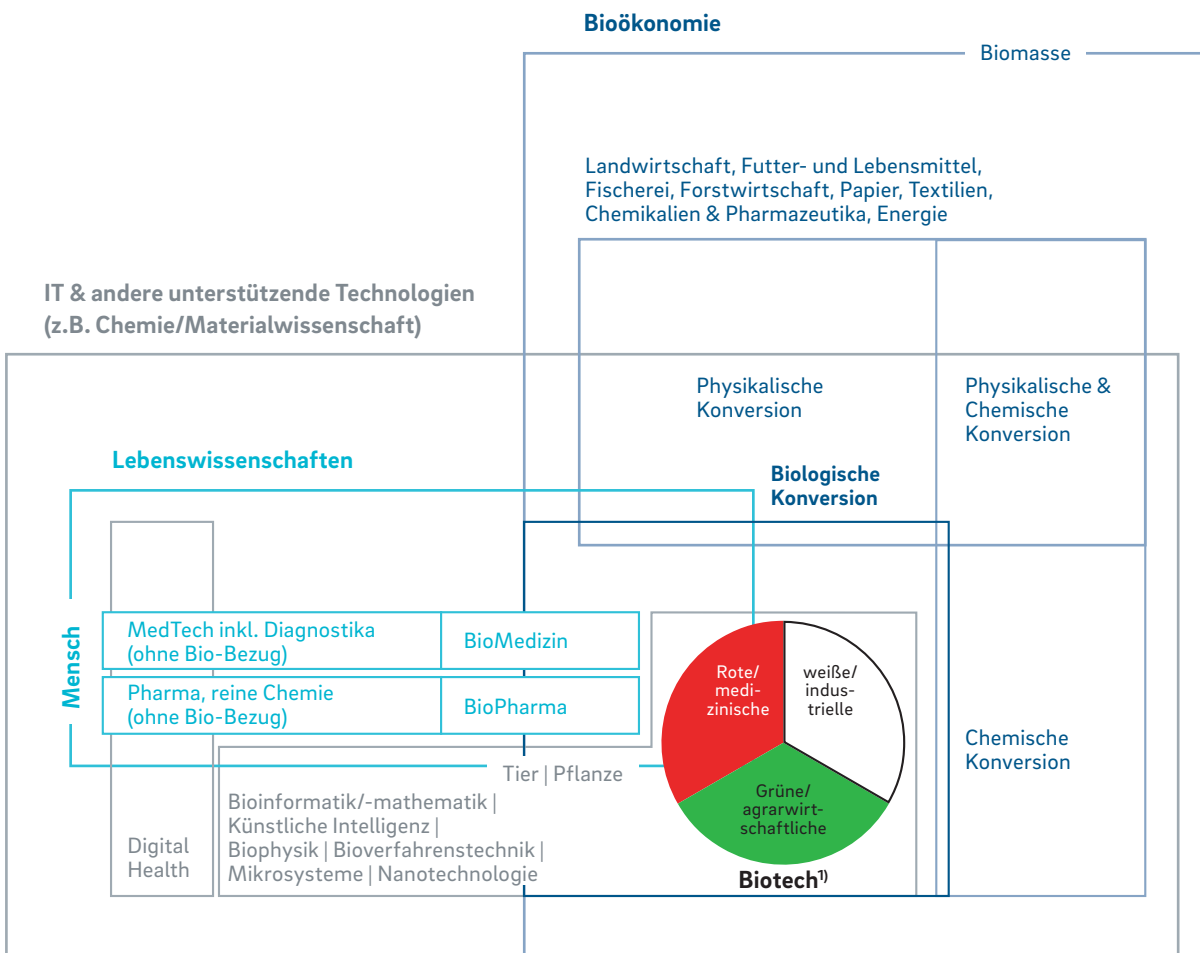 Bioökonomie
Biomasse
Landwirtschaft, Futter- und Lebensmittel,
Fischerei, Forstwirtschaft, Papier, Textilien,
Chemikalien & Pharmazeutika, Energie
IT & andere unterstützende Technologien
(z.B. Chemie/Materialwissenschaft)
Physikalische
Konversion
Physikalische &
Chemische
Konversion
Lebenswissenschaften
Biologische
Konversion
Mensch
MedTech inkl. Diagnostika
(ohne Bio-Bezug)
BioMedizin
Pharma, reine Chemie
(ohne Bio-Bezug)
BioPharma
Rote/
medi-
zinische
weiße/
indus-
trielle
Grüne/
agrarwirt-
schaftliche
Biotech¹⁾
Chemische
Konversion
Tier | Pflanze
Bioinformatik/-mathematik |
Künstliche Intelligenz |
Biophysik | Bioverfahrenstechnik |
Mikrosysteme | Nanotechnologie
Digital
Health